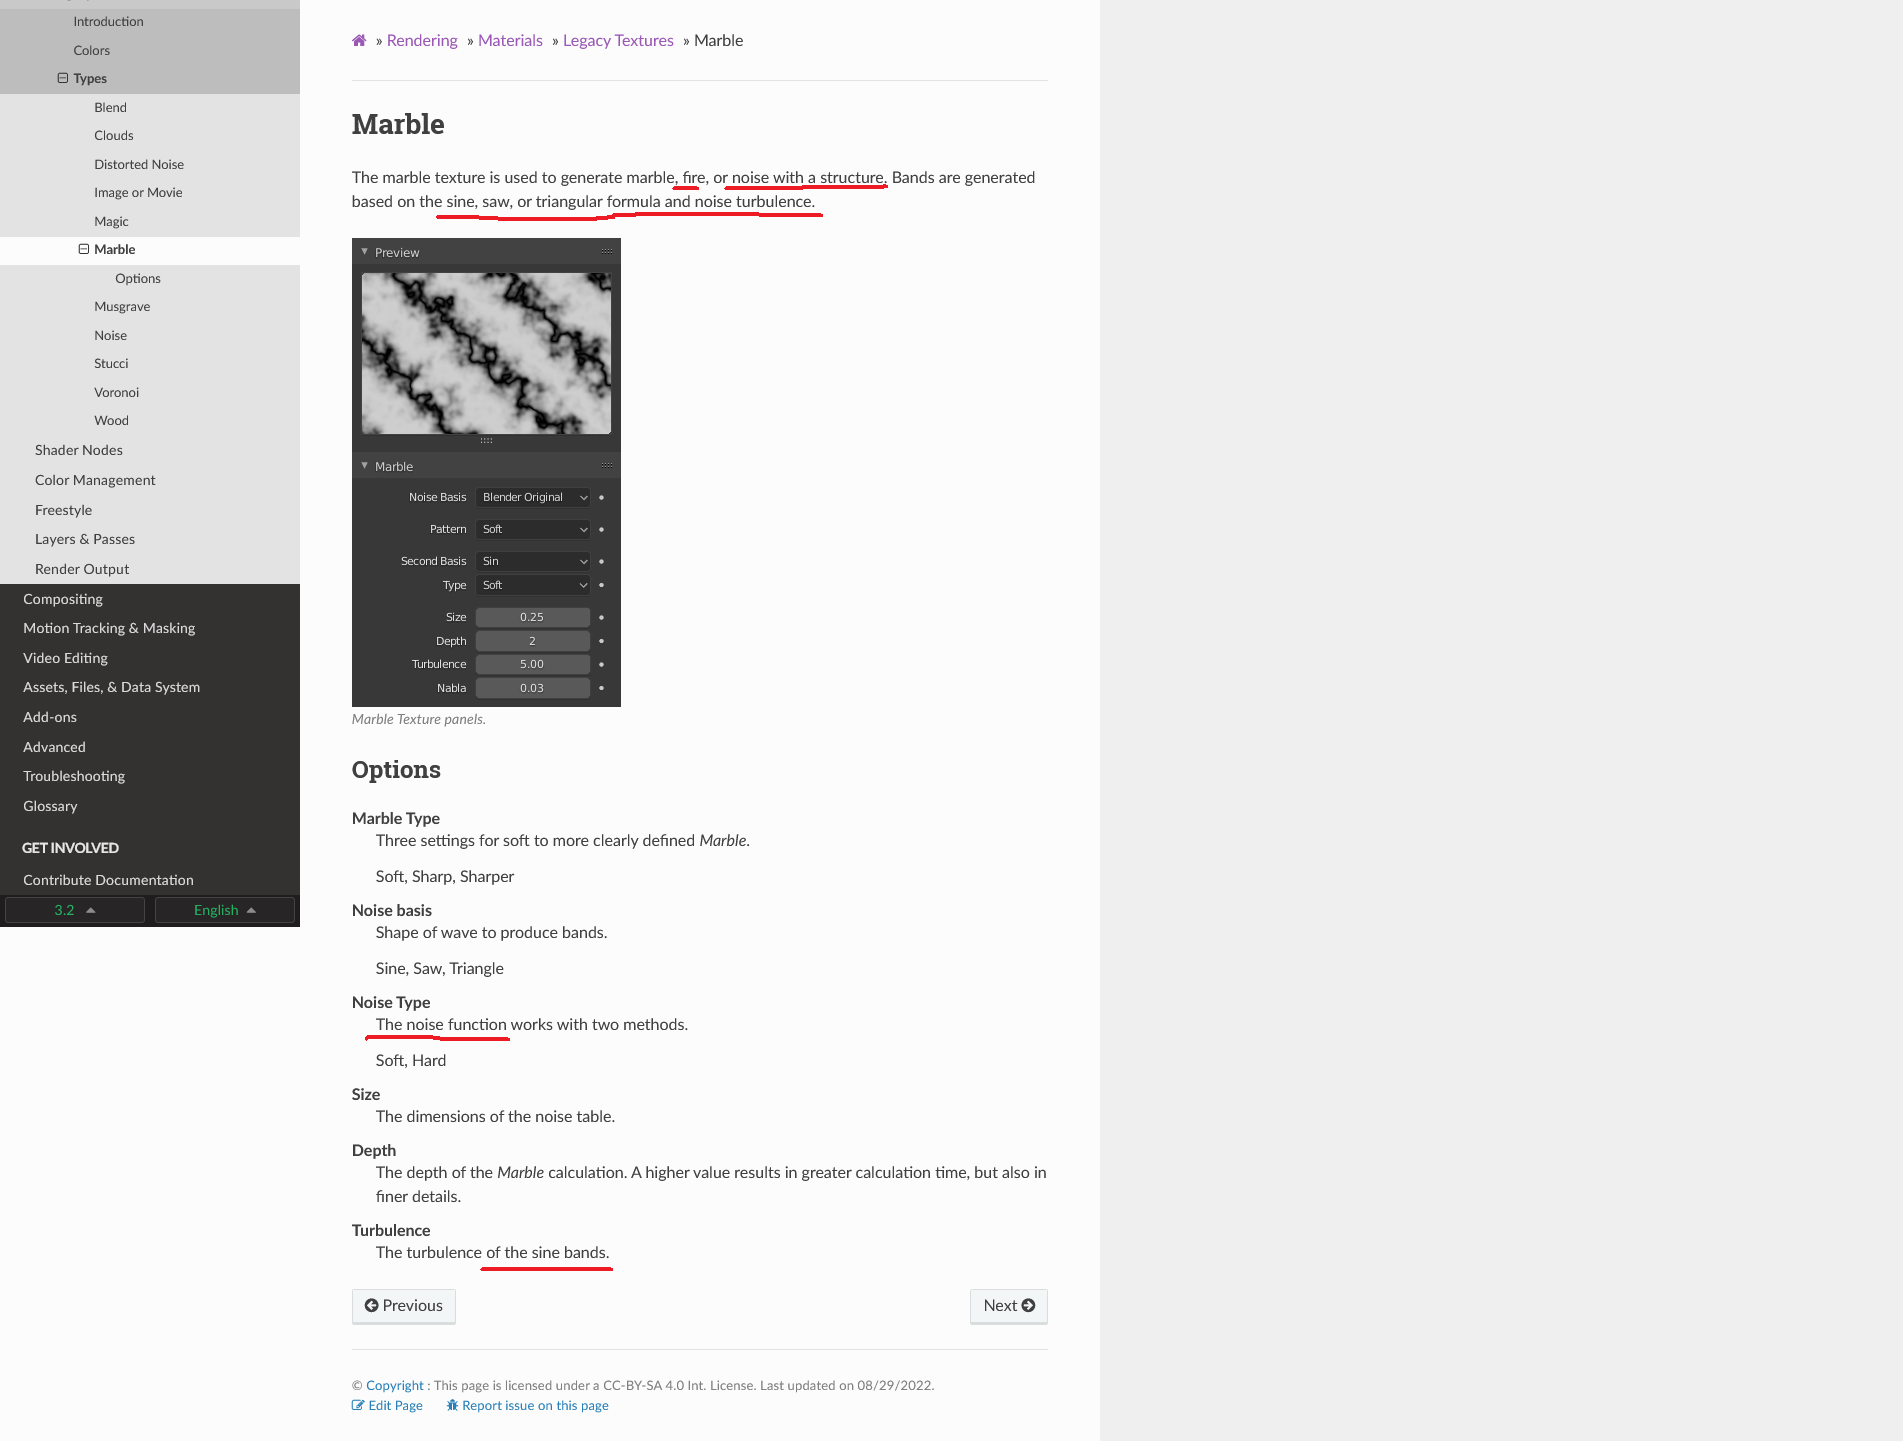 Introduction
Colors
Types
Blend
Clouds
Distorted Noise
Image or Movie
Magic
Marble
Options
Musgrave
Noise
Stucci
Voronoi
Wood
Shader Nodes
Color Management
Freestyle
Layers & Passes
Render Output
Compositing
Motion Tracking & Masking
Video Editing
Assets, Files, & Data System
Add-ons
Advanced
Troubleshooting
Glossary
GET INVOLVED
Contribute Documentation
3.2
English
» Rendering » Materials » Legacy Textures » Marble
Marble
The marble texture is used to generate marble, fire, or noise with a structure. Bands are generated
based on the sine, saw, or triangular formula and noise turbulence.
Preview
Marble
Noise Basis Blender Original
Pattern Soft
Second Basis Sin
Type Soft
Size 0.25
Depth 2
Turbulence 5.00
Nabla 0.03
Marble Texture panels.
Options
Marble Type
Three settings for soft to more clearly defined Marble.
Soft, Sharp, Sharper
Noise basis
Shape of wave to produce bands.
Sine, Saw, Triangle
Noise Type
The noise function works with two methods.
Soft, Hard
Size
The dimensions of the noise table.
Depth
The depth of the Marble calculation. A higher value results in greater calculation time, but also in
finer details.
Turbulence
The turbulence of the sine bands.
Previous
Next
© Copyright : This page is licensed under a CC-BY-SA 4.0 Int. License. Last updated on 08/29/2022.
Edit Page Report issue on this page